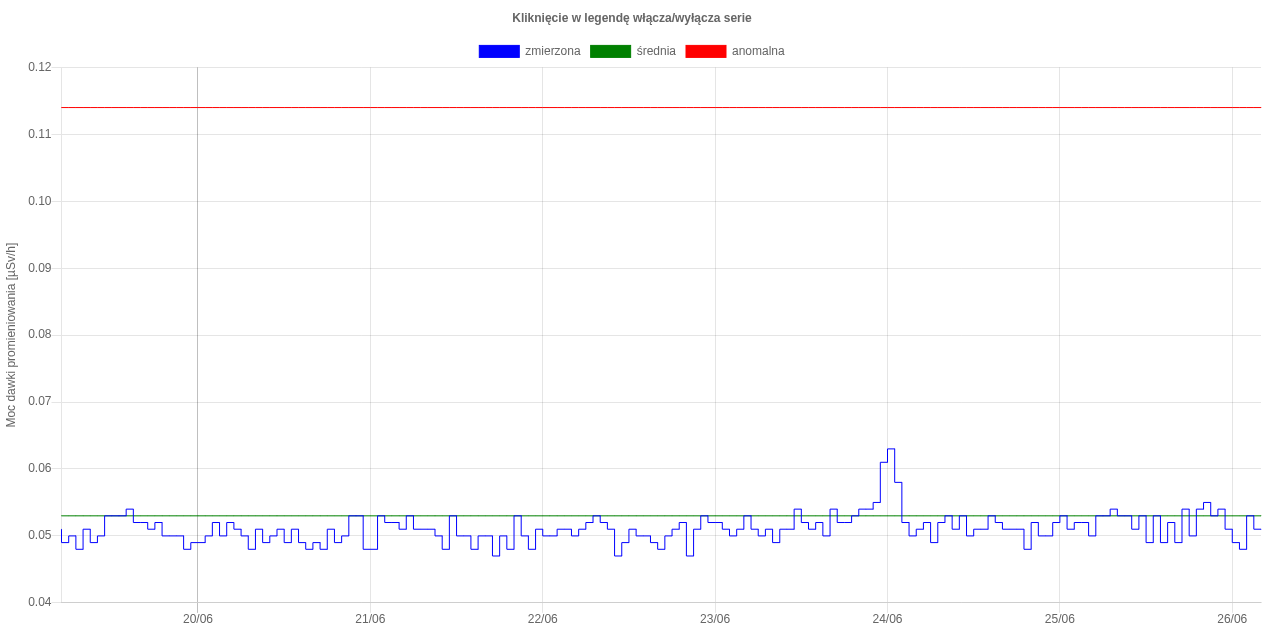 Kliknięcie w legendę włącza/wyłącza serie
zmierzona średnia anomalna
Moc dawki promieniowania [µSv/h]
0.12
0.11
0.10
0.09
0.08
0.07
0.06
0.05
0.04
20/06 21/06 22/06 23/06 24/06 25/06 26/06